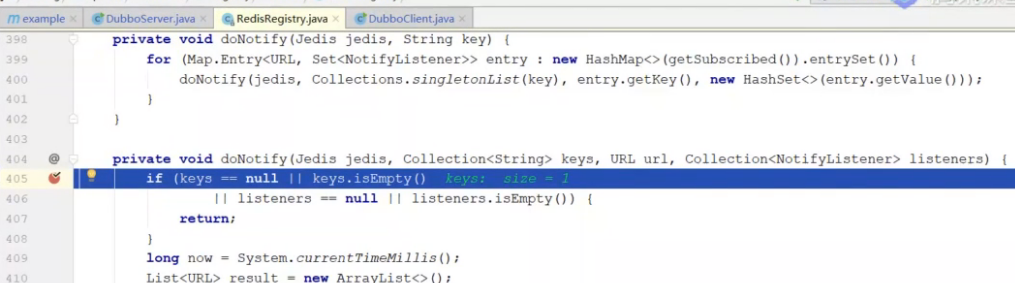 example DubboServer.java RedisRegistry.java DubboClient.java
398 private void doNotify(Jedis jedis, String key) {
399 for (Map.Entry<URL, Set<NotifyListener>> entry : new HashMap<>(getSubscribed()).entrySet()) {
400 doNotify(jedis, Collections.singletonList(key), entry.getKey(), new HashSet<>(entry.getValue()));
401 }
402 }
403
404 @ private void doNotify(Jedis jedis, Collection<String> keys, URL url, Collection<NotifyListener> listeners) {
405 if (keys == null || keys.isEmpty() keys: size = 1
406 || listeners == null || listeners.isEmpty()) {
407 return;
408 }
409 long now = System.currentTimeMillis();
410 List<URL> result = new ArrayList<>();